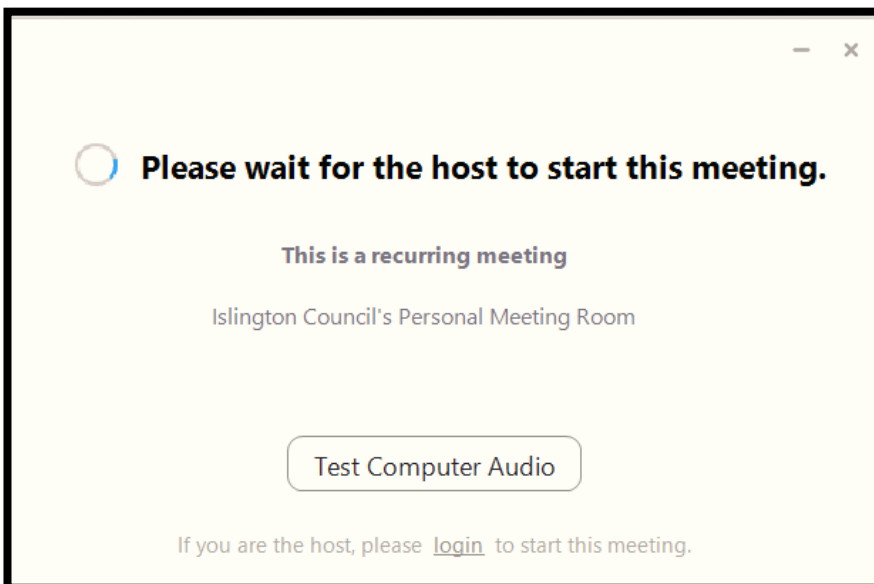 Please wait for the host to start this meeting.
This is a recurring meeting
Islington Council's Personal Meeting Room
Test Computer Audio
If you are the host, please login to start this meeting.